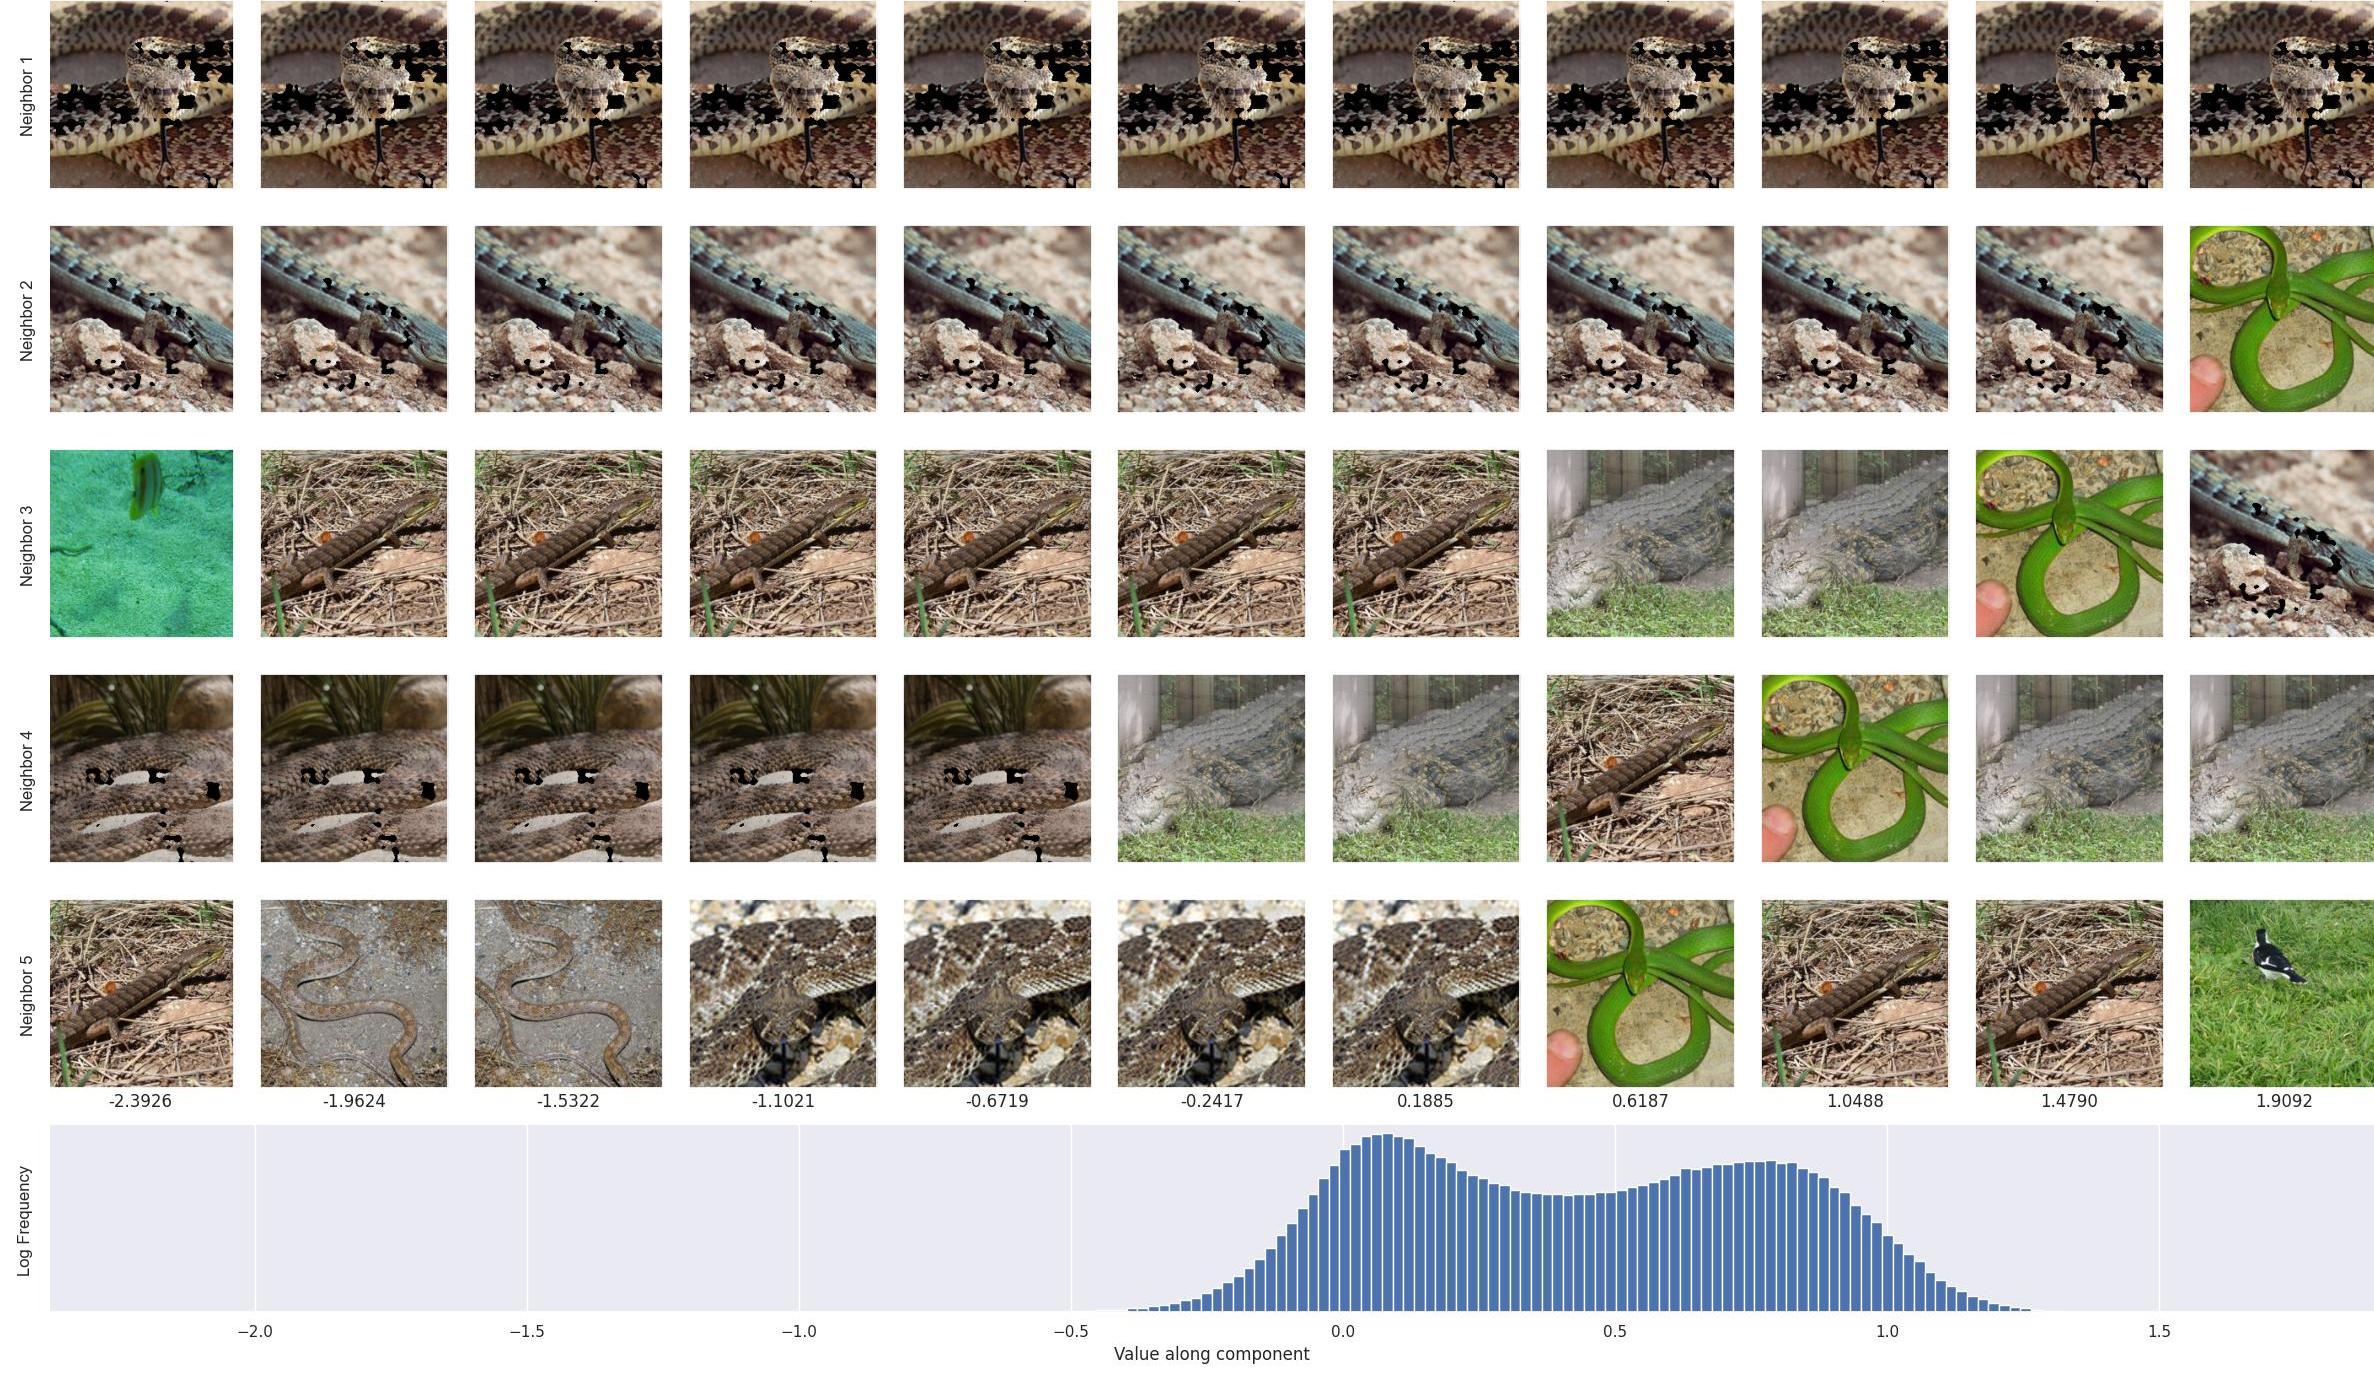 Neighbor 1
Neighbor 2
Neighbor 3
Neighbor 4
Neighbor 5
-2.3926 -1.9624 -1.5322 -1.1021 -0.6719 -0.2417 0.1885 0.6187 1.0488 1.4790 1.9092
Log Frequency
−2.0 −1.5 −1.0 −0.5 0.0 0.5 1.0 1.5
Value along component